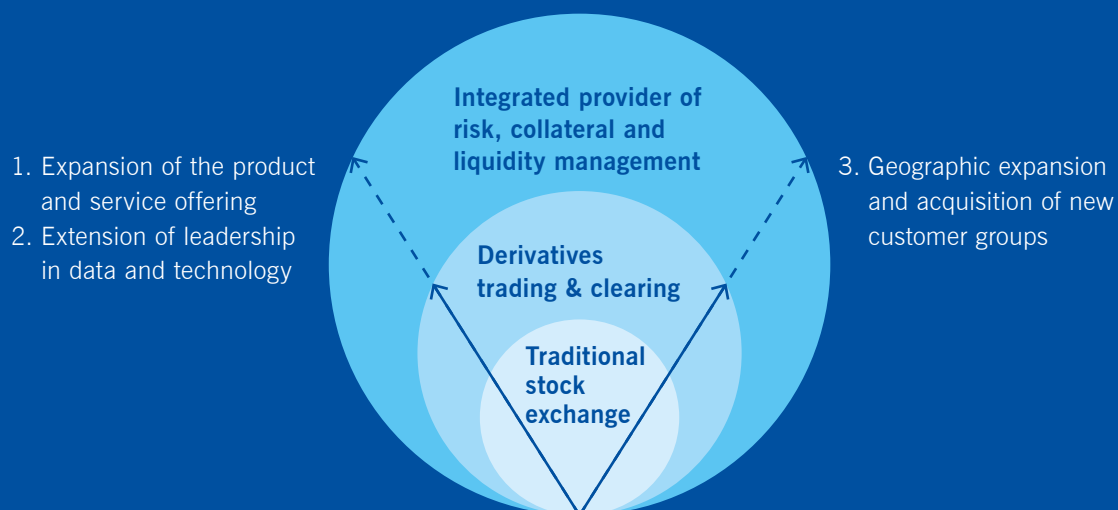 Integrated provider of
risk, collateral and
liquidity management
1. Expansion of the product
and service offering
2. Extension of leadership
in data and technology
3. Geographic expansion
and acquisition of new
customer groups
Derivatives
trading & clearing
Traditional
stock
exchange